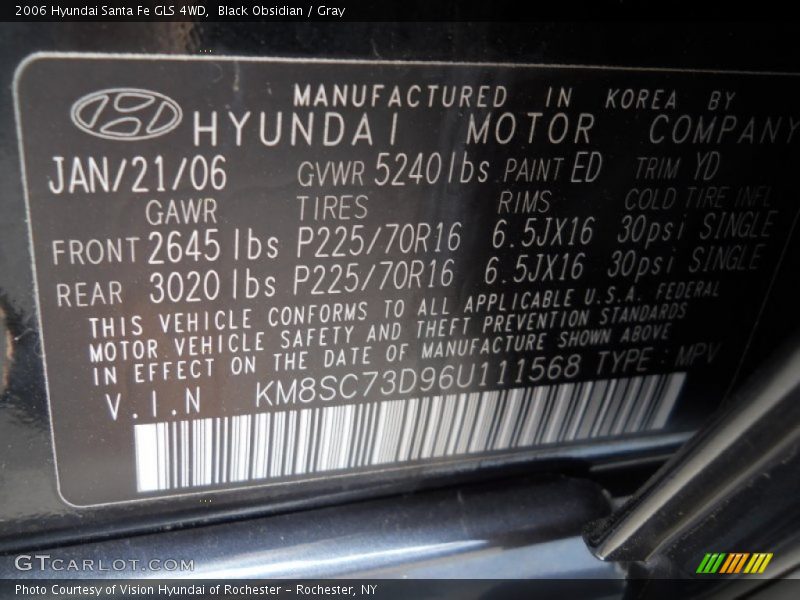 2006 Hyundai Santa Fe GLS 4WD,  Black Obsidian / Gray
MANUFACTURED IN KOREA BY
HYUNDAI MOTOR COMPANY
JAN/21/06 GVWR 5240lbs PAINT ED TRIM YD
GAWR TIRES RIMS COLD TIRE INFL
FRONT 2645 lbs P225/70R16 6.5JX16 30psi SINGLE
REAR 3020 lbs P225/70R16 6.5JX16 30psi SINGLE
THIS VEHICLE CONFORMS TO ALL APPLICABLE U.S.A. FEDERAL
MOTOR VEHICLE SAFETY AND THEFT PREVENTION STANDARDS
IN EFFECT ON THE DATE OF MANUFACTURE SHOWN ABOVE
V.I.N KM8SC73D96U111568 TYPE : MPV
GTCARLOT.COM
Photo Courtesy of Vision Hyundai of Rochester – Rochester, NY